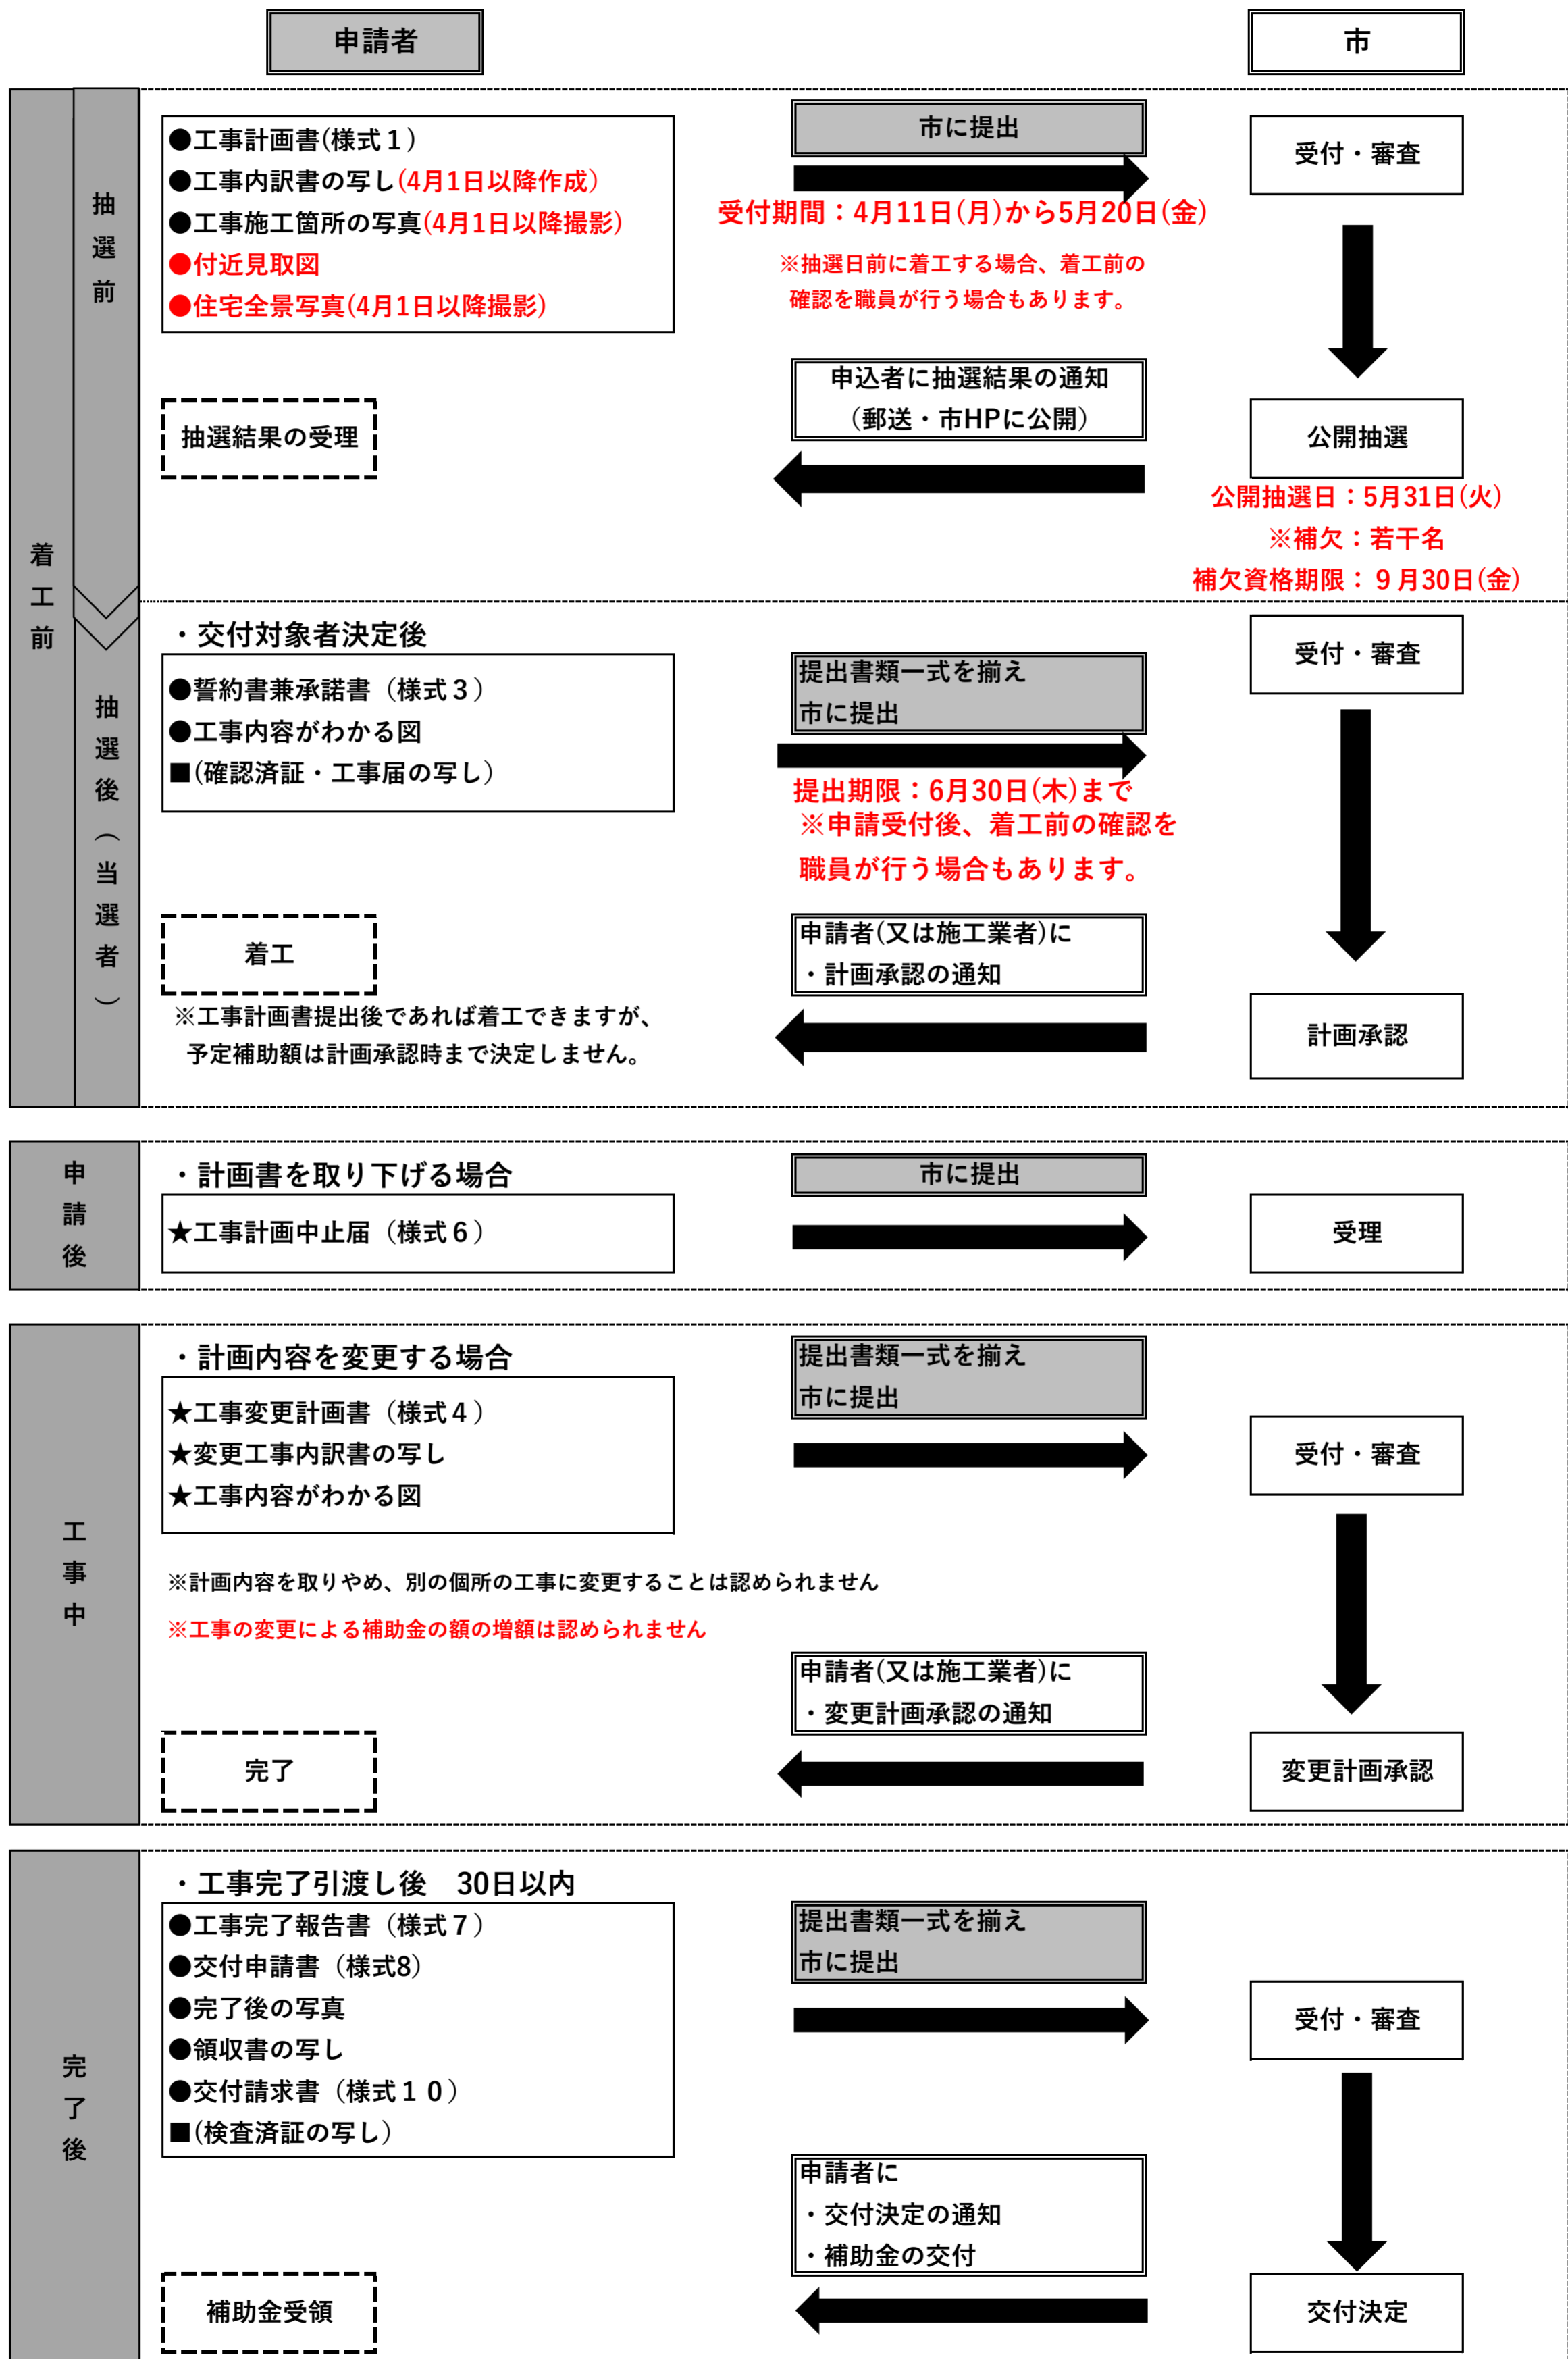 申請者
市
着工前
抽選前
●工事計画書(様式１）
●工事内訳書の写し(4月1日以降作成）
●工事施工箇所の写真(4月1日以降撮影)
●付近見取図
●住宅全景写真(4月1日以降撮影)
市に提出
受付期間：4月11日(月)から5月20日(金)
※抽選日前に着工する場合、着工前の
確認を職員が行う場合もあります。
受付・審査
抽選結果の受理
申込者に抽選結果の通知
（郵送・市HPに公開）
公開抽選
公開抽選日：5月31日(火)
※補欠：若干名
補欠資格期限：９月30日(金)
抽選後（当選者）
・交付対象者決定後
●誓約書兼承諾書（様式３）
●工事内容がわかる図
■(確認済証・工事届の写し）
提出書類一式を揃え
市に提出
提出期限：6月30日(木)まで
※申請受付後、着工前の確認を
職員が行う場合もあります。
受付・審査
着工
※工事計画書提出後であれば着工できますが、
予定補助額は計画承認時まで決定しません。
申請者(又は施工業者)に
・計画承認の通知
計画承認
申請後
・計画書を取り下げる場合
★工事計画中止届（様式６）
市に提出
受理
工事中
・計画内容を変更する場合
★工事変更計画書（様式４）
★変更工事内訳書の写し
★工事内容がわかる図
提出書類一式を揃え
市に提出
受付・審査
※計画内容を取りやめ、別の個所の工事に変更することは認められません
※工事の変更による補助金の額の増額は認められません
申請者(又は施工業者)に
・変更計画承認の通知
完了
変更計画承認
完了後
・工事完了引渡し後　30日以内
●工事完了報告書（様式７）
●交付申請書（様式8）
●完了後の写真
●領収書の写し
●交付請求書（様式１０）
■(検査済証の写し）
提出書類一式を揃え
市に提出
受付・審査
申請者に
・交付決定の通知
・補助金の交付
補助金受領
交付決定